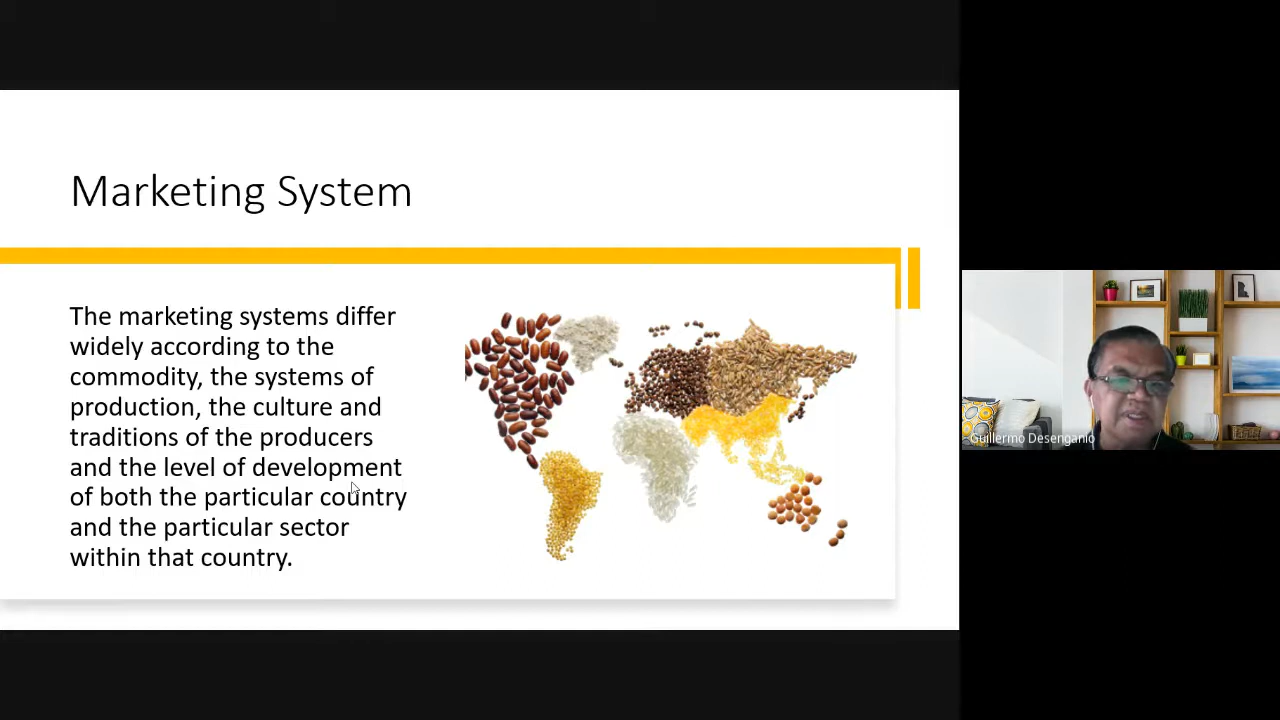 Marketing System
The marketing systems differ
widely according to the
commodity, the systems of
production, the culture and
traditions of the producers
and the level of development
of both the particular country
and the particular sector
within that country.
Guillermo Desenganio